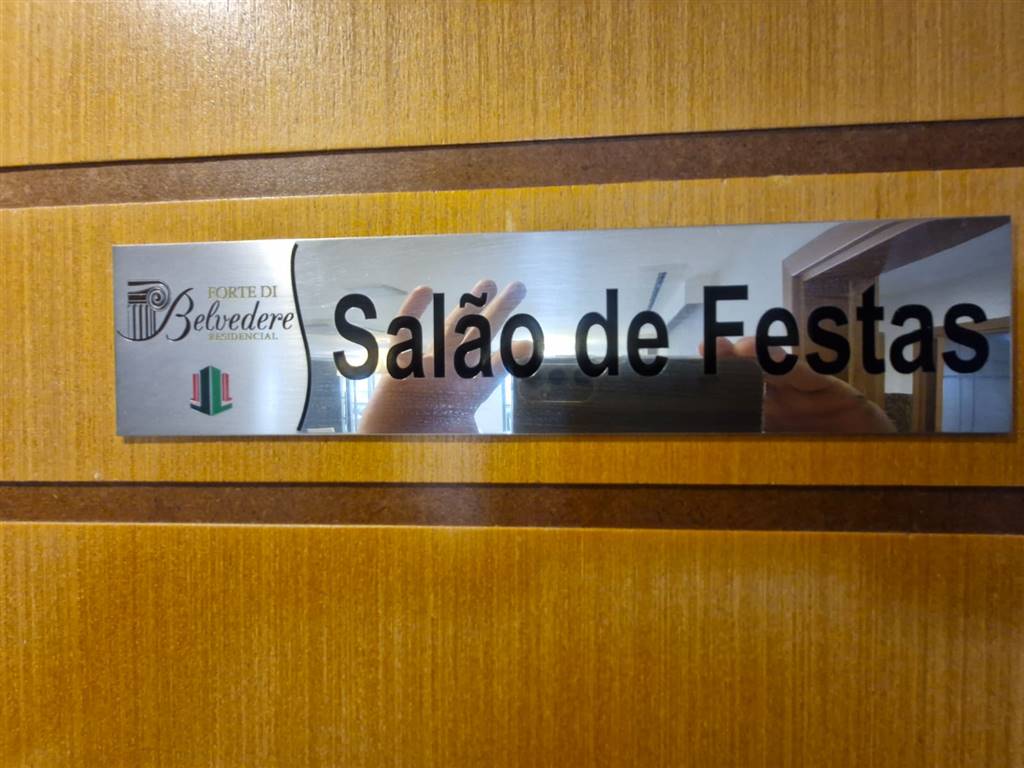 FORTE DI
Belvedere
RESIDENCIAL
Salão de Festas